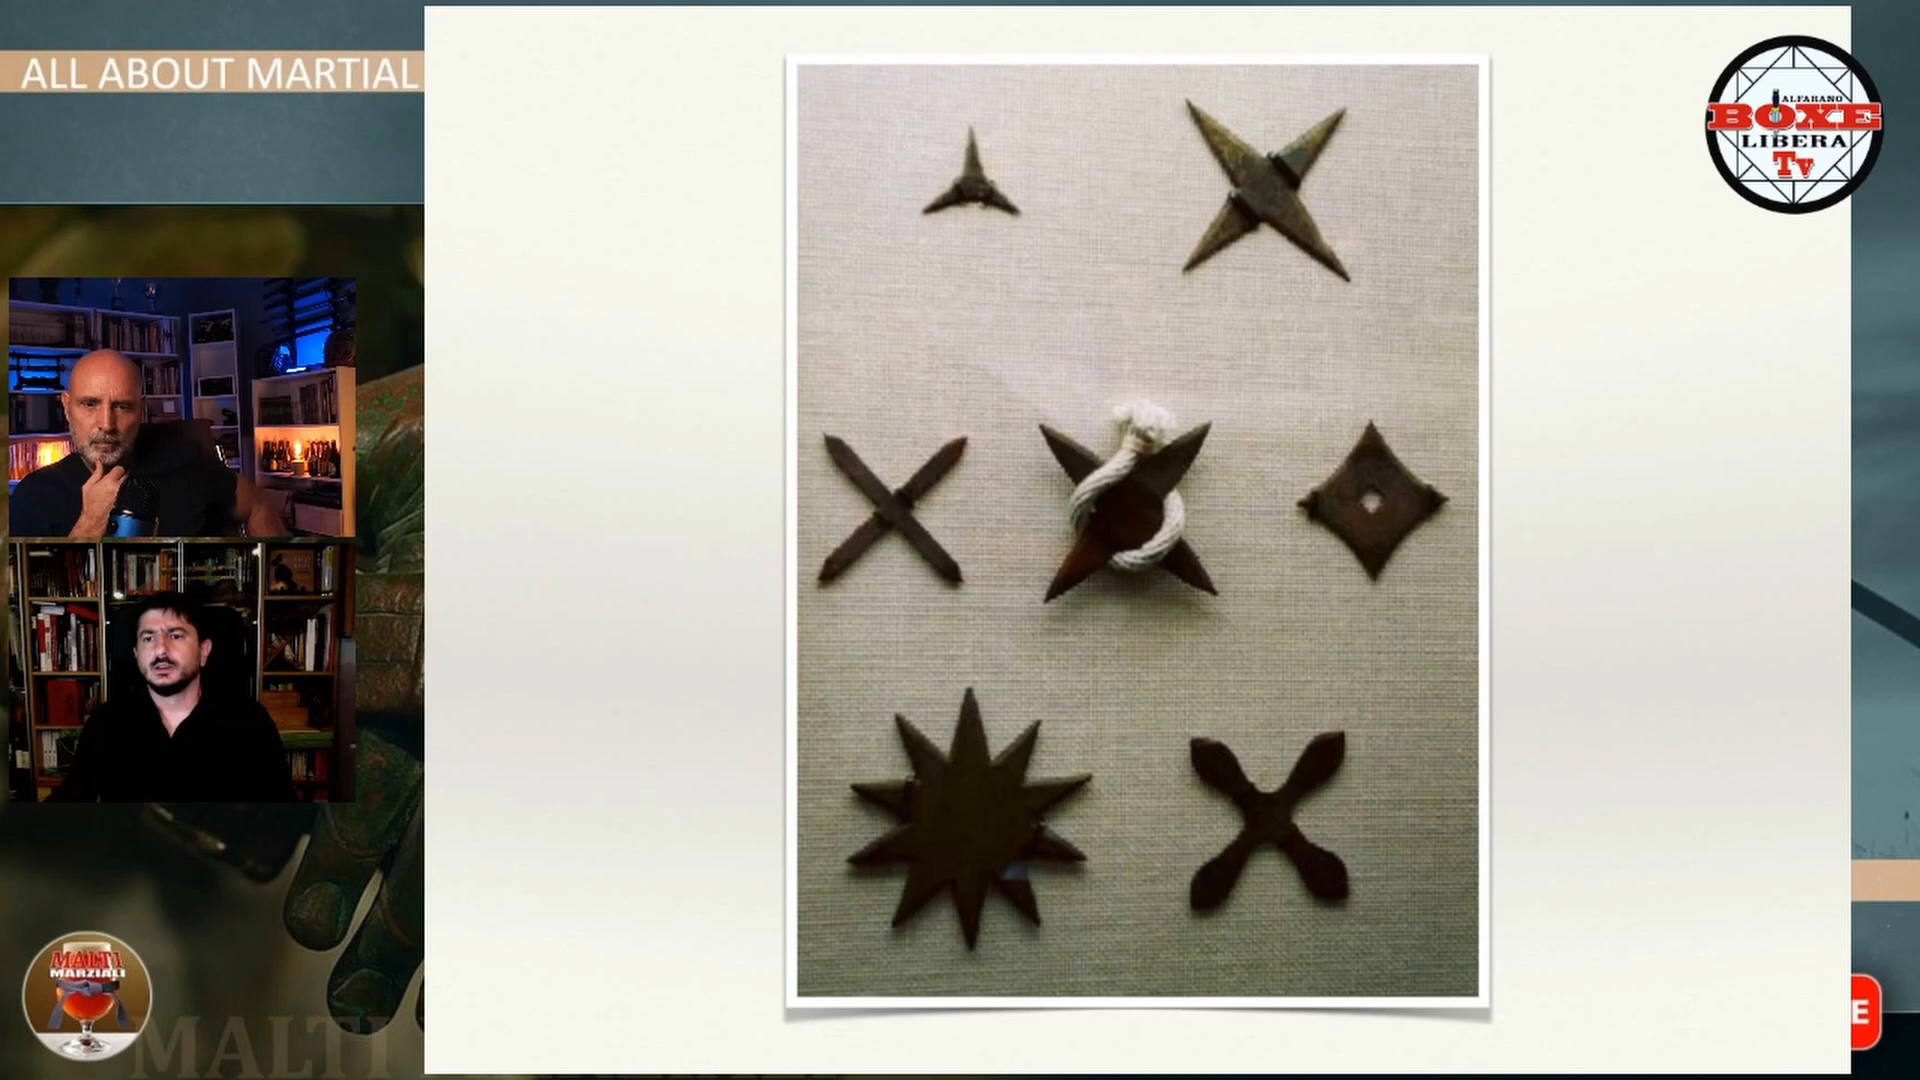 ALL ABOUT MARTIAL
ALFARANO
BOXE
LIBERA
Tv
MALTI
MARZIALI
MALTI
E